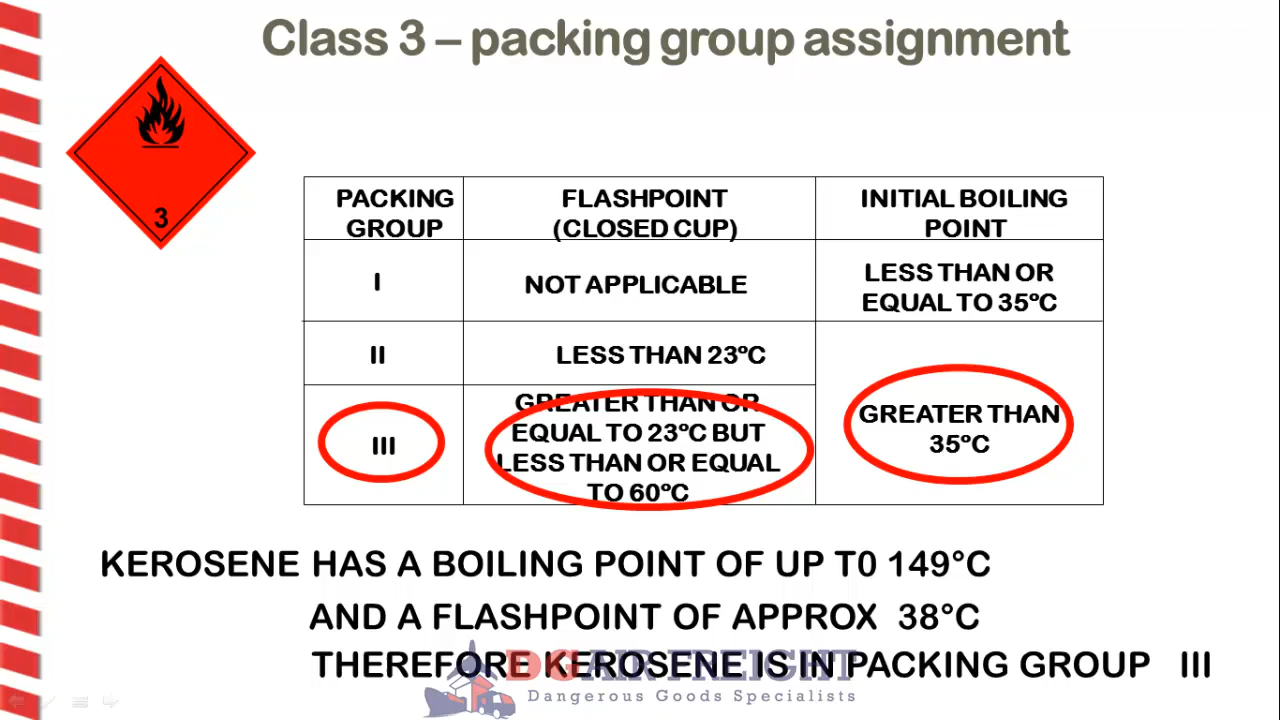 Class 3 – packing group assignment
3
PACKING
GROUP
FLASHPOINT
(CLOSED CUP)
INITIAL BOILING
POINT
I
NOT APPLICABLE
LESS THAN OR
EQUAL TO 35ºC
II
LESS THAN 23ºC
III
GREATER THAN OR
EQUAL TO 23ºC BUT
LESS THAN OR EQUAL
TO 60ºC
GREATER THAN
35ºC
KEROSENE HAS A BOILING POINT OF UP T0 149°C
AND A FLASHPOINT OF APPROX 38°C
THEREFORE KEROSENE IS IN PACKING GROUP III
DG AIR FREIGHT
Dangerous Goods Specialists